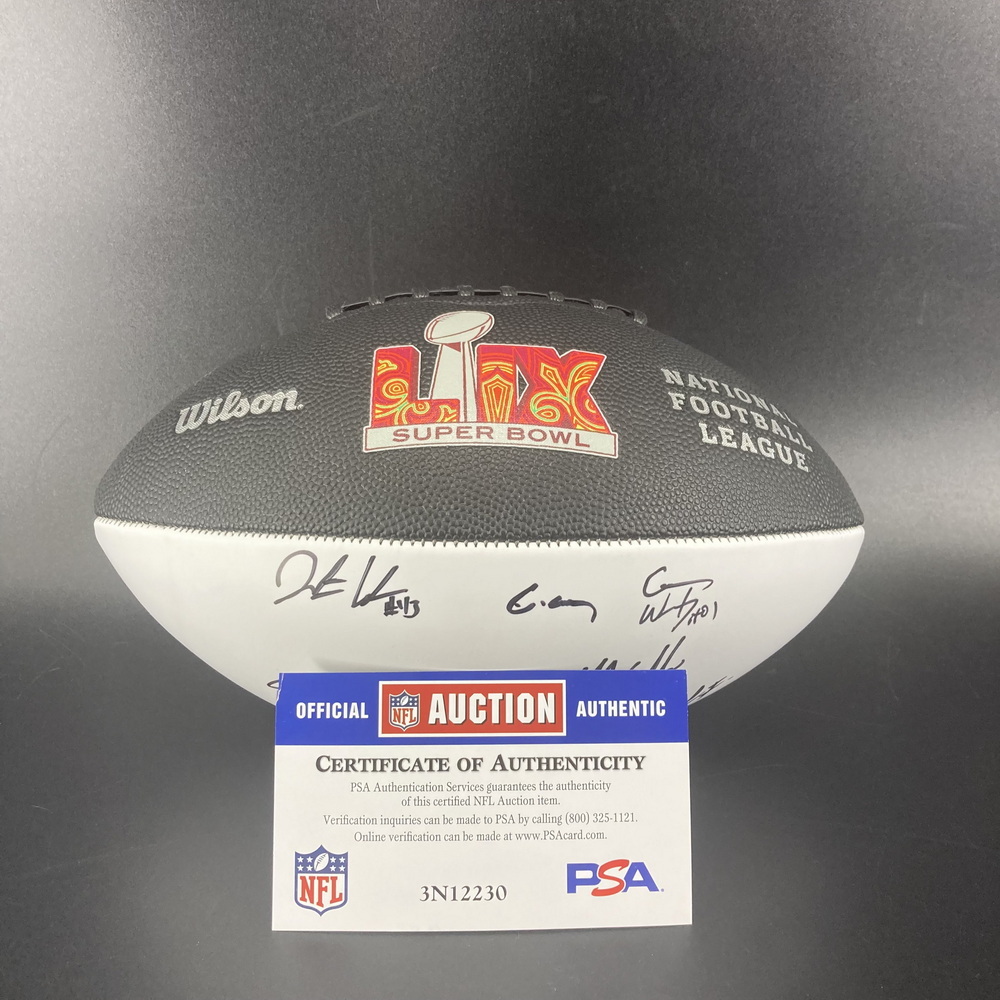 Wilson.
LIX
SUPER BOWL
NATIONAL
FOOTBALL
LEAGUE
#13
#01
OFFICIAL NFL AUCTION AUTHENTIC
CERTIFICATE OF AUTHENTICITY
PSA Authentication Services guarantees the authenticity
of this certified NFL Auction item.
Verification inquiries can be made to PSA by calling (800) 325-1121.
Online verification can be made at www.PSAcard.com.
NFL
3N12230
PSA.